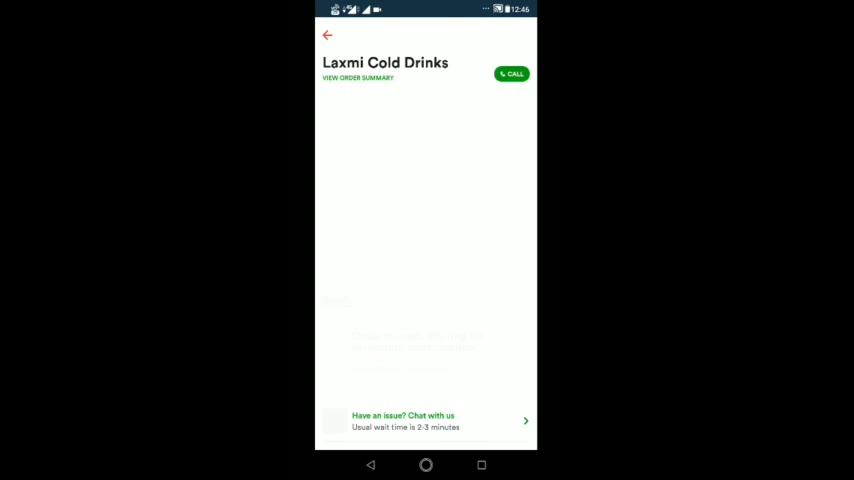 12:46
Laxmi Cold Drinks
VIEW ORDER SUMMARY
CALL
Have an issue? Chat with us
Usual wait time is 2-3 minutes